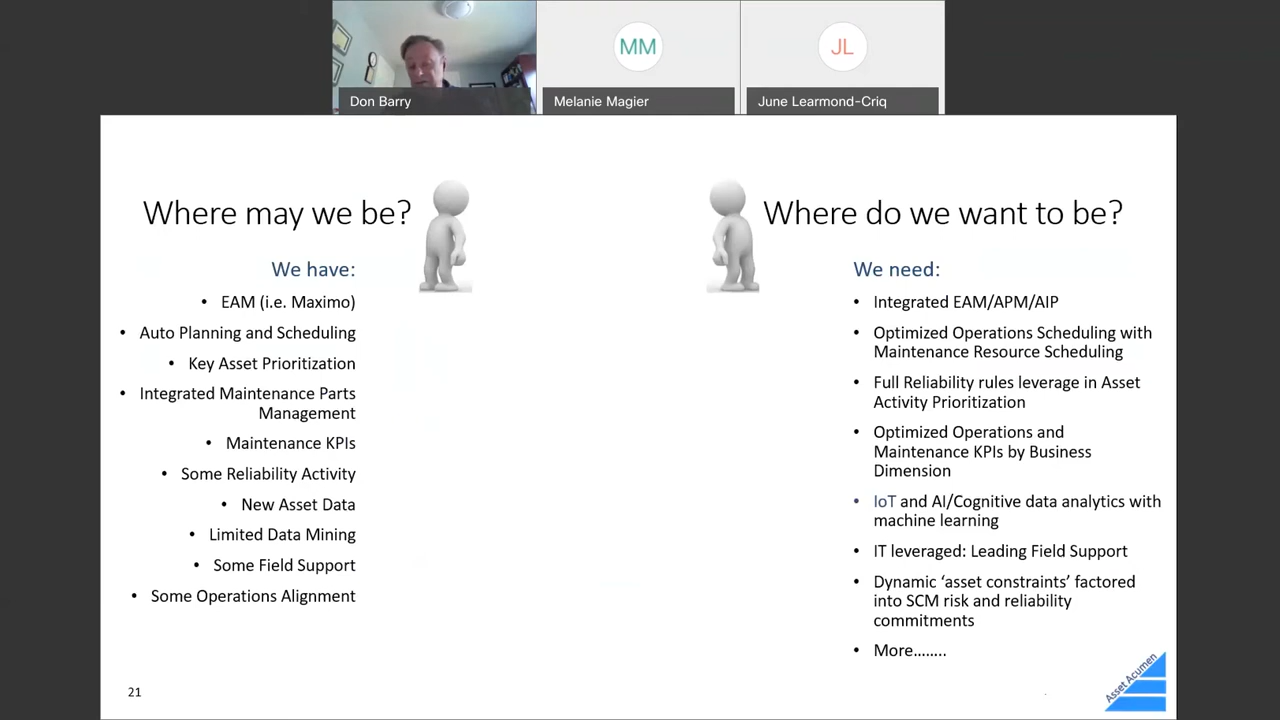 MM
JL
Don Barry
Melanie Magier
June Learmond-Criq
Where may we be?
We have:
• EAM (i.e. Maximo)
• Auto Planning and Scheduling
• Key Asset Prioritization
• Integrated Maintenance Parts
Management
• Maintenance KPIs
• Some Reliability Activity
• New Asset Data
• Limited Data Mining
• Some Field Support
• Some Operations Alignment
Where do we want to be?
We need:
• Integrated EAM/APM/AIP
• Optimized Operations Scheduling with
Maintenance Resource Scheduling
• Full Reliability rules leverage in Asset
Activity Prioritization
• Optimized Operations and
Maintenance KPIs by Business
Dimension
• IoT and AI/Cognitive data analytics with
machine learning
• IT leveraged: Leading Field Support
• Dynamic ‘asset constraints’ factored
into SCM risk and reliability
commitments
• More……..
21
Asset Acumen